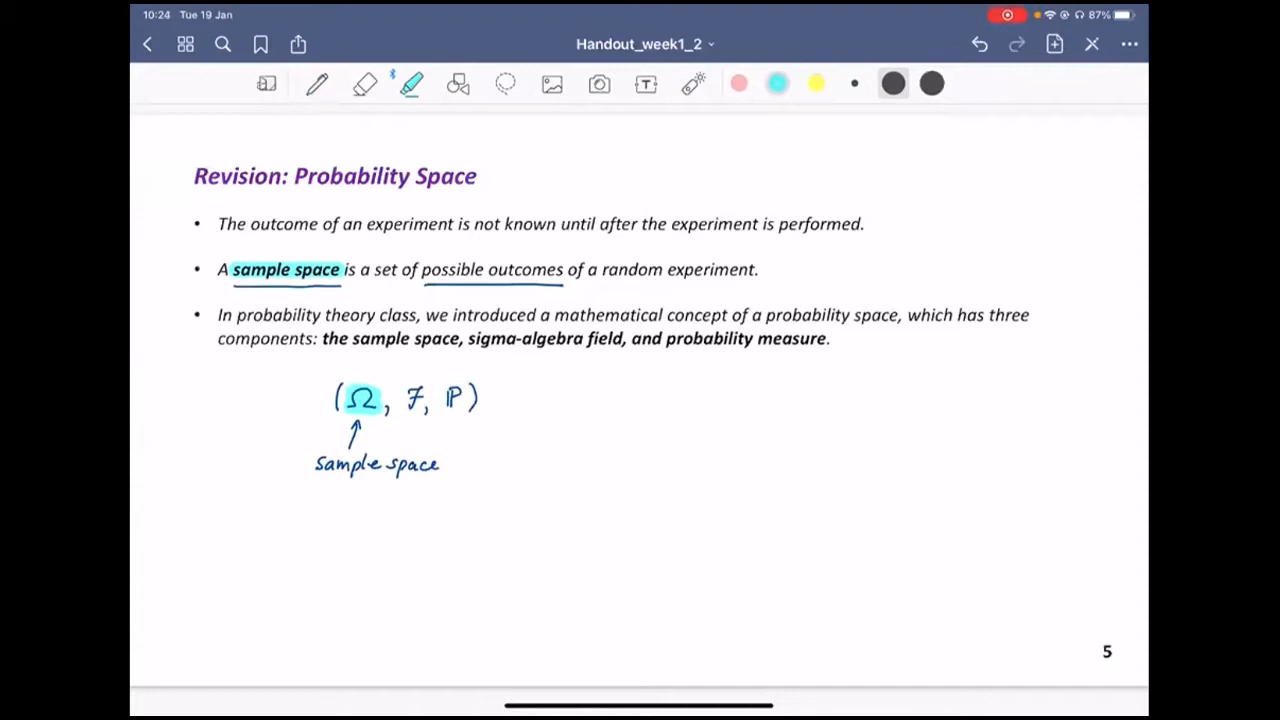 10:24 Tue 19 Jan
87%
Handout_week1_2
T
Revision: Probability Space
• The outcome of an experiment is not known until after the experiment is performed.
• A sample space is a set of possible outcomes of a random experiment.
• In probability theory class, we introduced a mathematical concept of a probability space, which has three
components: the sample space, sigma-algebra field, and probability measure.
(Ω, ℱ, ℙ)
↑
sample space
5